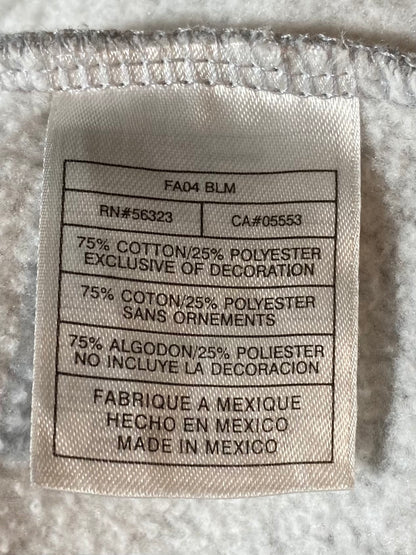 FA04 BLM
RN#56323 CA#05553
75% COTTON/25% POLYESTER
EXCLUSIVE OF DECORATION
75% COTON/25% POLYESTER
SANS ORNEMENTS
75% ALGODON/25% POLIESTER
NO INCLUYE LA DECORACION
FABRIQUE A MEXIQUE
HECHO EN MEXICO
MADE IN MEXICO